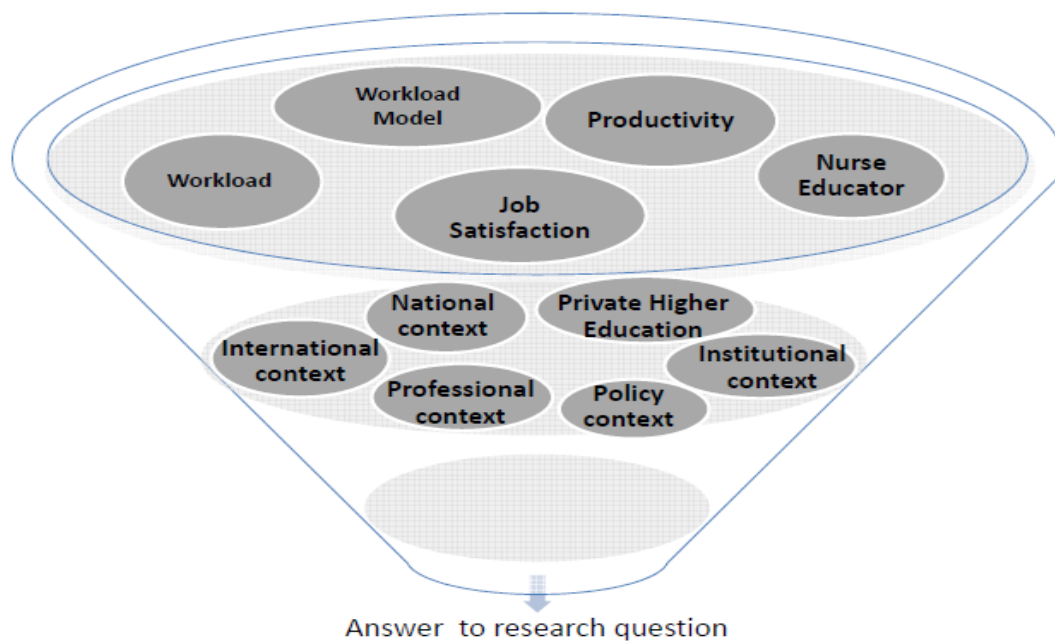 Workload
Model
Productivity
Workload
Nurse
Educator
Job
Satisfaction
National
context
Private Higher
Education
International
context
Institutional
context
Professional
context
Policy
context
Answer to research question